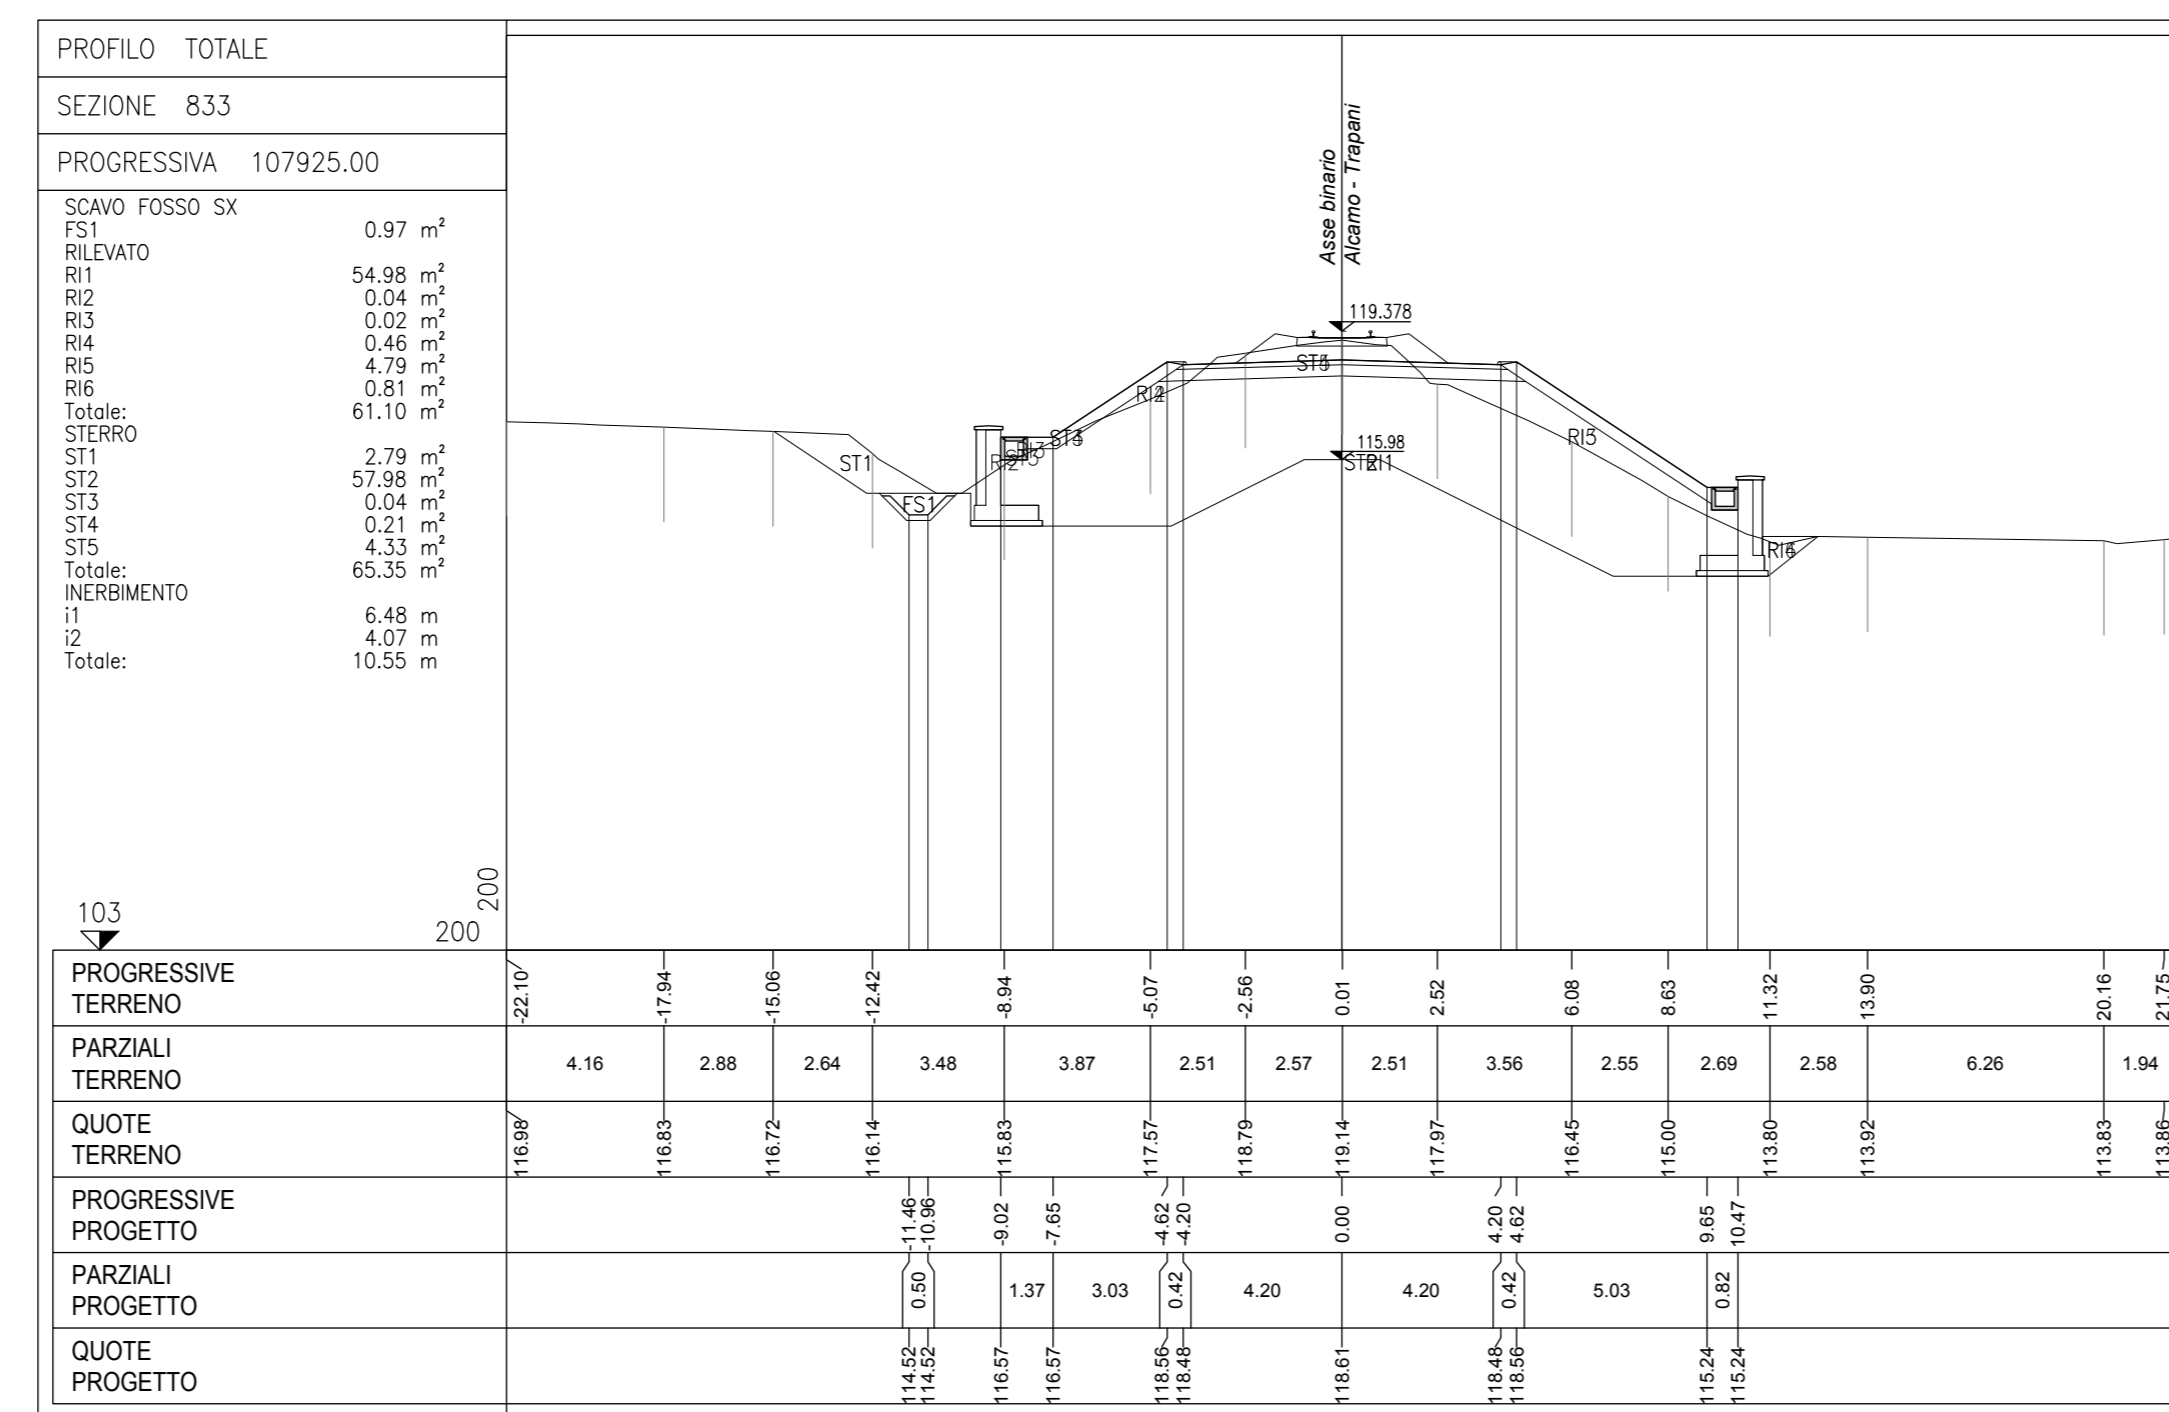 PROFILO TOTALE
SEZIONE 833
PROGRESSIVA 107925.00
SCAVO FOSSO SX
FS1 0.97 m²
RILEVATO
RI1 54.98 m²
RI2 0.04 m²
RI3 0.02 m²
RI4 0.46 m²
RI5 4.79 m²
RI6 0.81 m²
Totale: 61.10 m²
STERRO
ST1 2.79 m²
ST2 57.98 m²
ST3 0.04 m²
ST4 0.21 m²
ST5 4.33 m²
Totale: 65.35 m²
INERBIMENTO
i1 6.48 m
i2 4.07 m
Totale: 10.55 m
200
200
103
Asse binario
Alcamo - Trapani
119.378
115.98
ST1
FS1
PROGRESSIVE TERRENO
-22.10 -17.94 -15.06 -12.42 -8.94 -5.07 -2.56 0.01 2.52 6.08 8.63 11.32 13.90 20.16 21.75
PARZIALI TERRENO
4.16 2.88 2.64 3.48 3.87 2.51 2.57 2.51 3.56 2.55 2.69 2.58 6.26 1.94
QUOTE TERRENO
116.98 116.83 116.72 116.14 115.83 117.57 118.79 119.14 117.97 116.45 115.00 113.80 113.92 113.83 113.86
PROGRESSIVE PROGETTO
-11.46 -10.96 -9.02 -7.65 -4.62 -4.20 0.00 4.20 4.62 9.65 10.47
PARZIALI PROGETTO
0.50 1.37 3.03 0.42 4.20 4.20 0.42 5.03 0.82
QUOTE PROGETTO
114.52 114.52 116.57 116.57 118.56 118.48 118.61 118.48 118.56 115.24 115.24